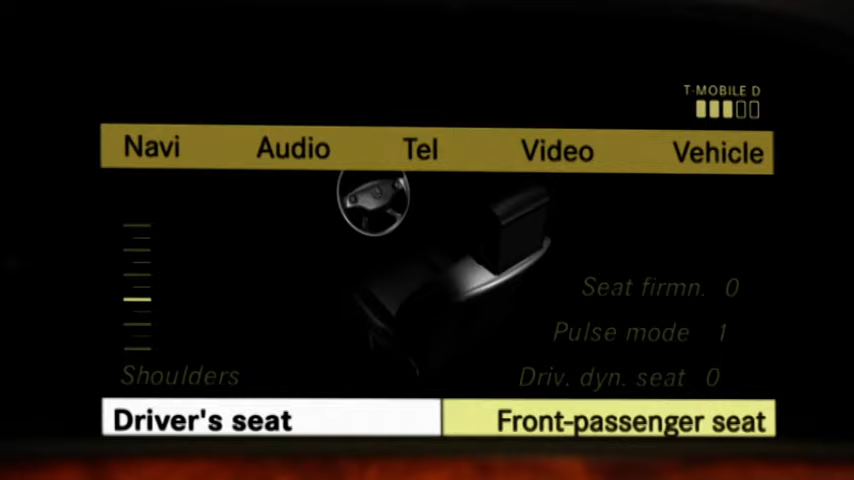 T-MOBILE D
Navi Audio Tel Video Vehicle
Seat firmn. 0
Pulse mode 1
Shoulders
Driv. dyn. seat 0
Driver's seat Front-passenger seat